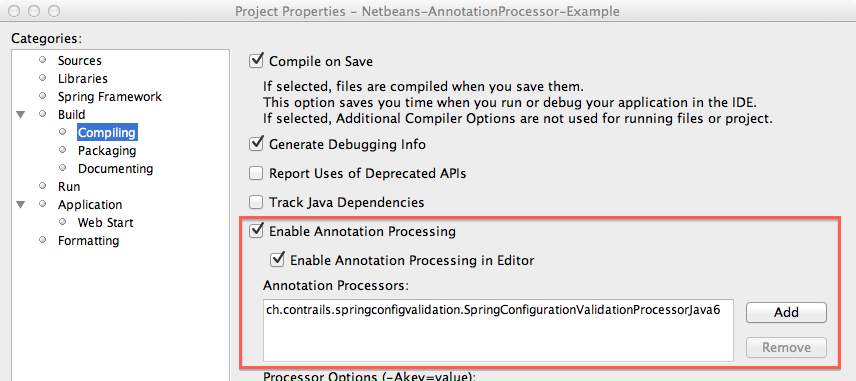 Project Properties – Netbeans-AnnotationProcessor-Example
Categories:
Sources
Libraries
Spring Framework
Build
Compiling
Packaging
Documenting
Run
Application
Web Start
Formatting
Compile on Save
If selected, files are compiled when you save them.
This option saves you time when you run or debug your application in the IDE.
If selected, Additional Compiler Options are not used for running files or project.
Generate Debugging Info
Report Uses of Deprecated APIs
Track Java Dependencies
Enable Annotation Processing
Enable Annotation Processing in Editor
Annotation Processors:
ch.contrails.springconfigvalidation.SpringConfigurationValidationProcessorJava6
Add
Remove
Processor Options (-Akey=value):